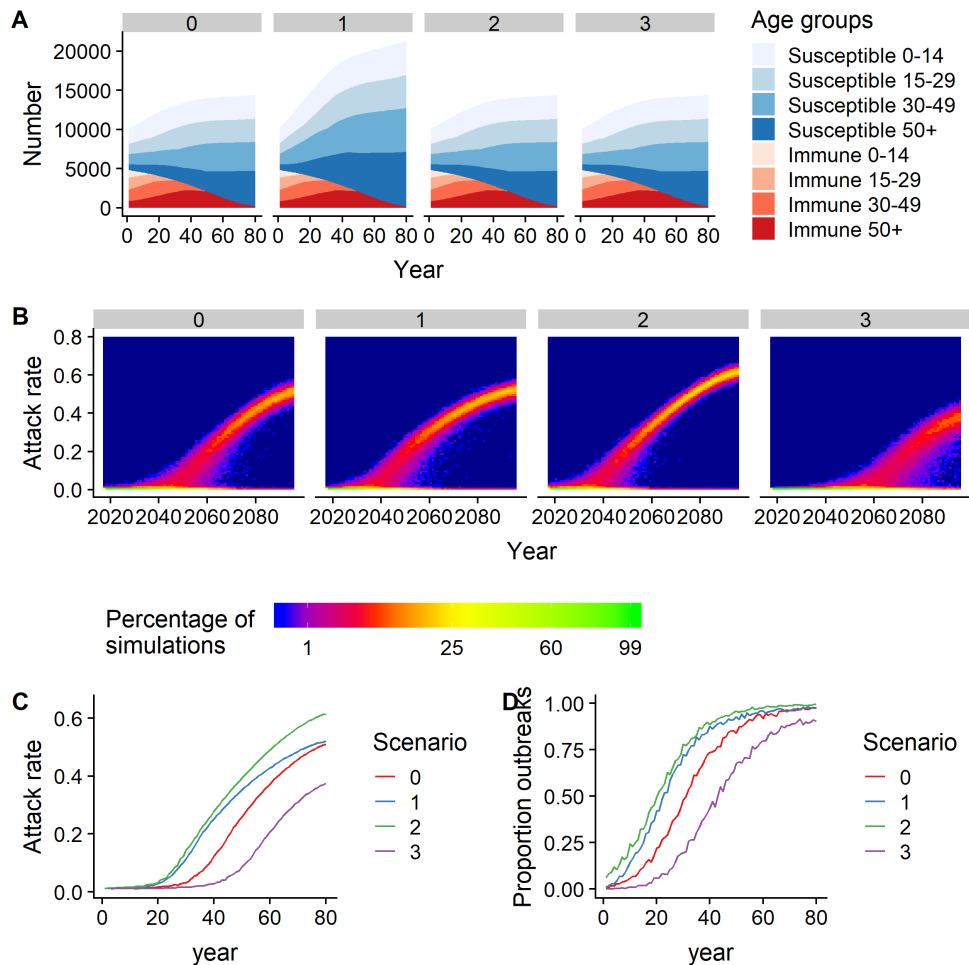 A
0 1 2 3
20000
15000
10000
5000
0
Number
0 20 40 60 80 0 20 40 60 80 0 20 40 60 80 0 20 40 60 80
Year
Age groups
Susceptible 0-14
Susceptible 15-29
Susceptible 30-49
Susceptible 50+
Immune 0-14
Immune 15-29
Immune 30-49
Immune 50+
B
0 1 2 3
0.8
0.6
0.4
0.2
0.0
Attack rate
2020 2040 2060 2080 2020 2040 2060 2080 2020 2040 2060 2080 2020 2040 2060 2080
Year
Percentage of
simulations
1 25 60 99
C
0.6
0.4
0.2
0.0
Attack rate
0 20 40 60 80
year
Scenario
0
1
2
3
D
1.00
0.75
0.50
0.25
0.00
Proportion outbreaks
0 20 40 60 80
year
Scenario
0
1
2
3